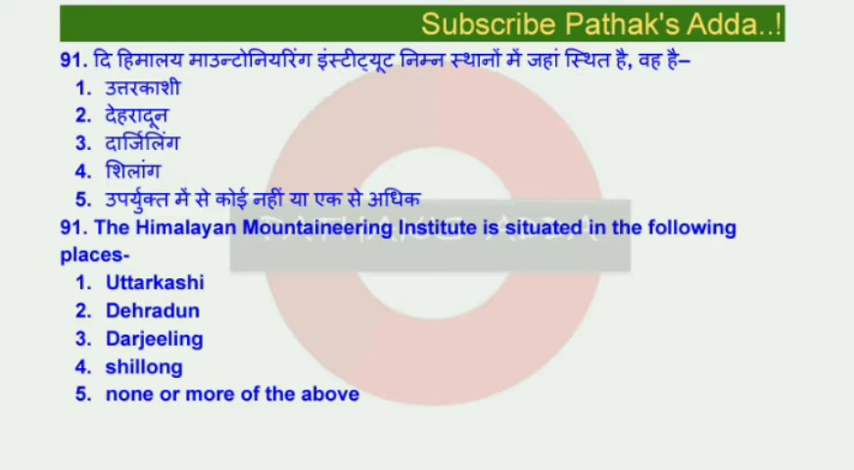 Subscribe Pathak's Adda..!
91. दि हिमालय माउन्टोनियरिंग इंस्टीट्यूट निम्न स्थानों में जहां स्थित है, वह है–
1. उत्तरकाशी
2. देहरादून
3. दार्जिलिंग
4. शिलांग
5. उपर्युक्त में से कोई नहीं या एक से अधिक
PATHAK'S ADDA
91. The Himalayan Mountaineering Institute is situated in the following
places-
1. Uttarkashi
2. Dehradun
3. Darjeeling
4. shillong
5. none or more of the above